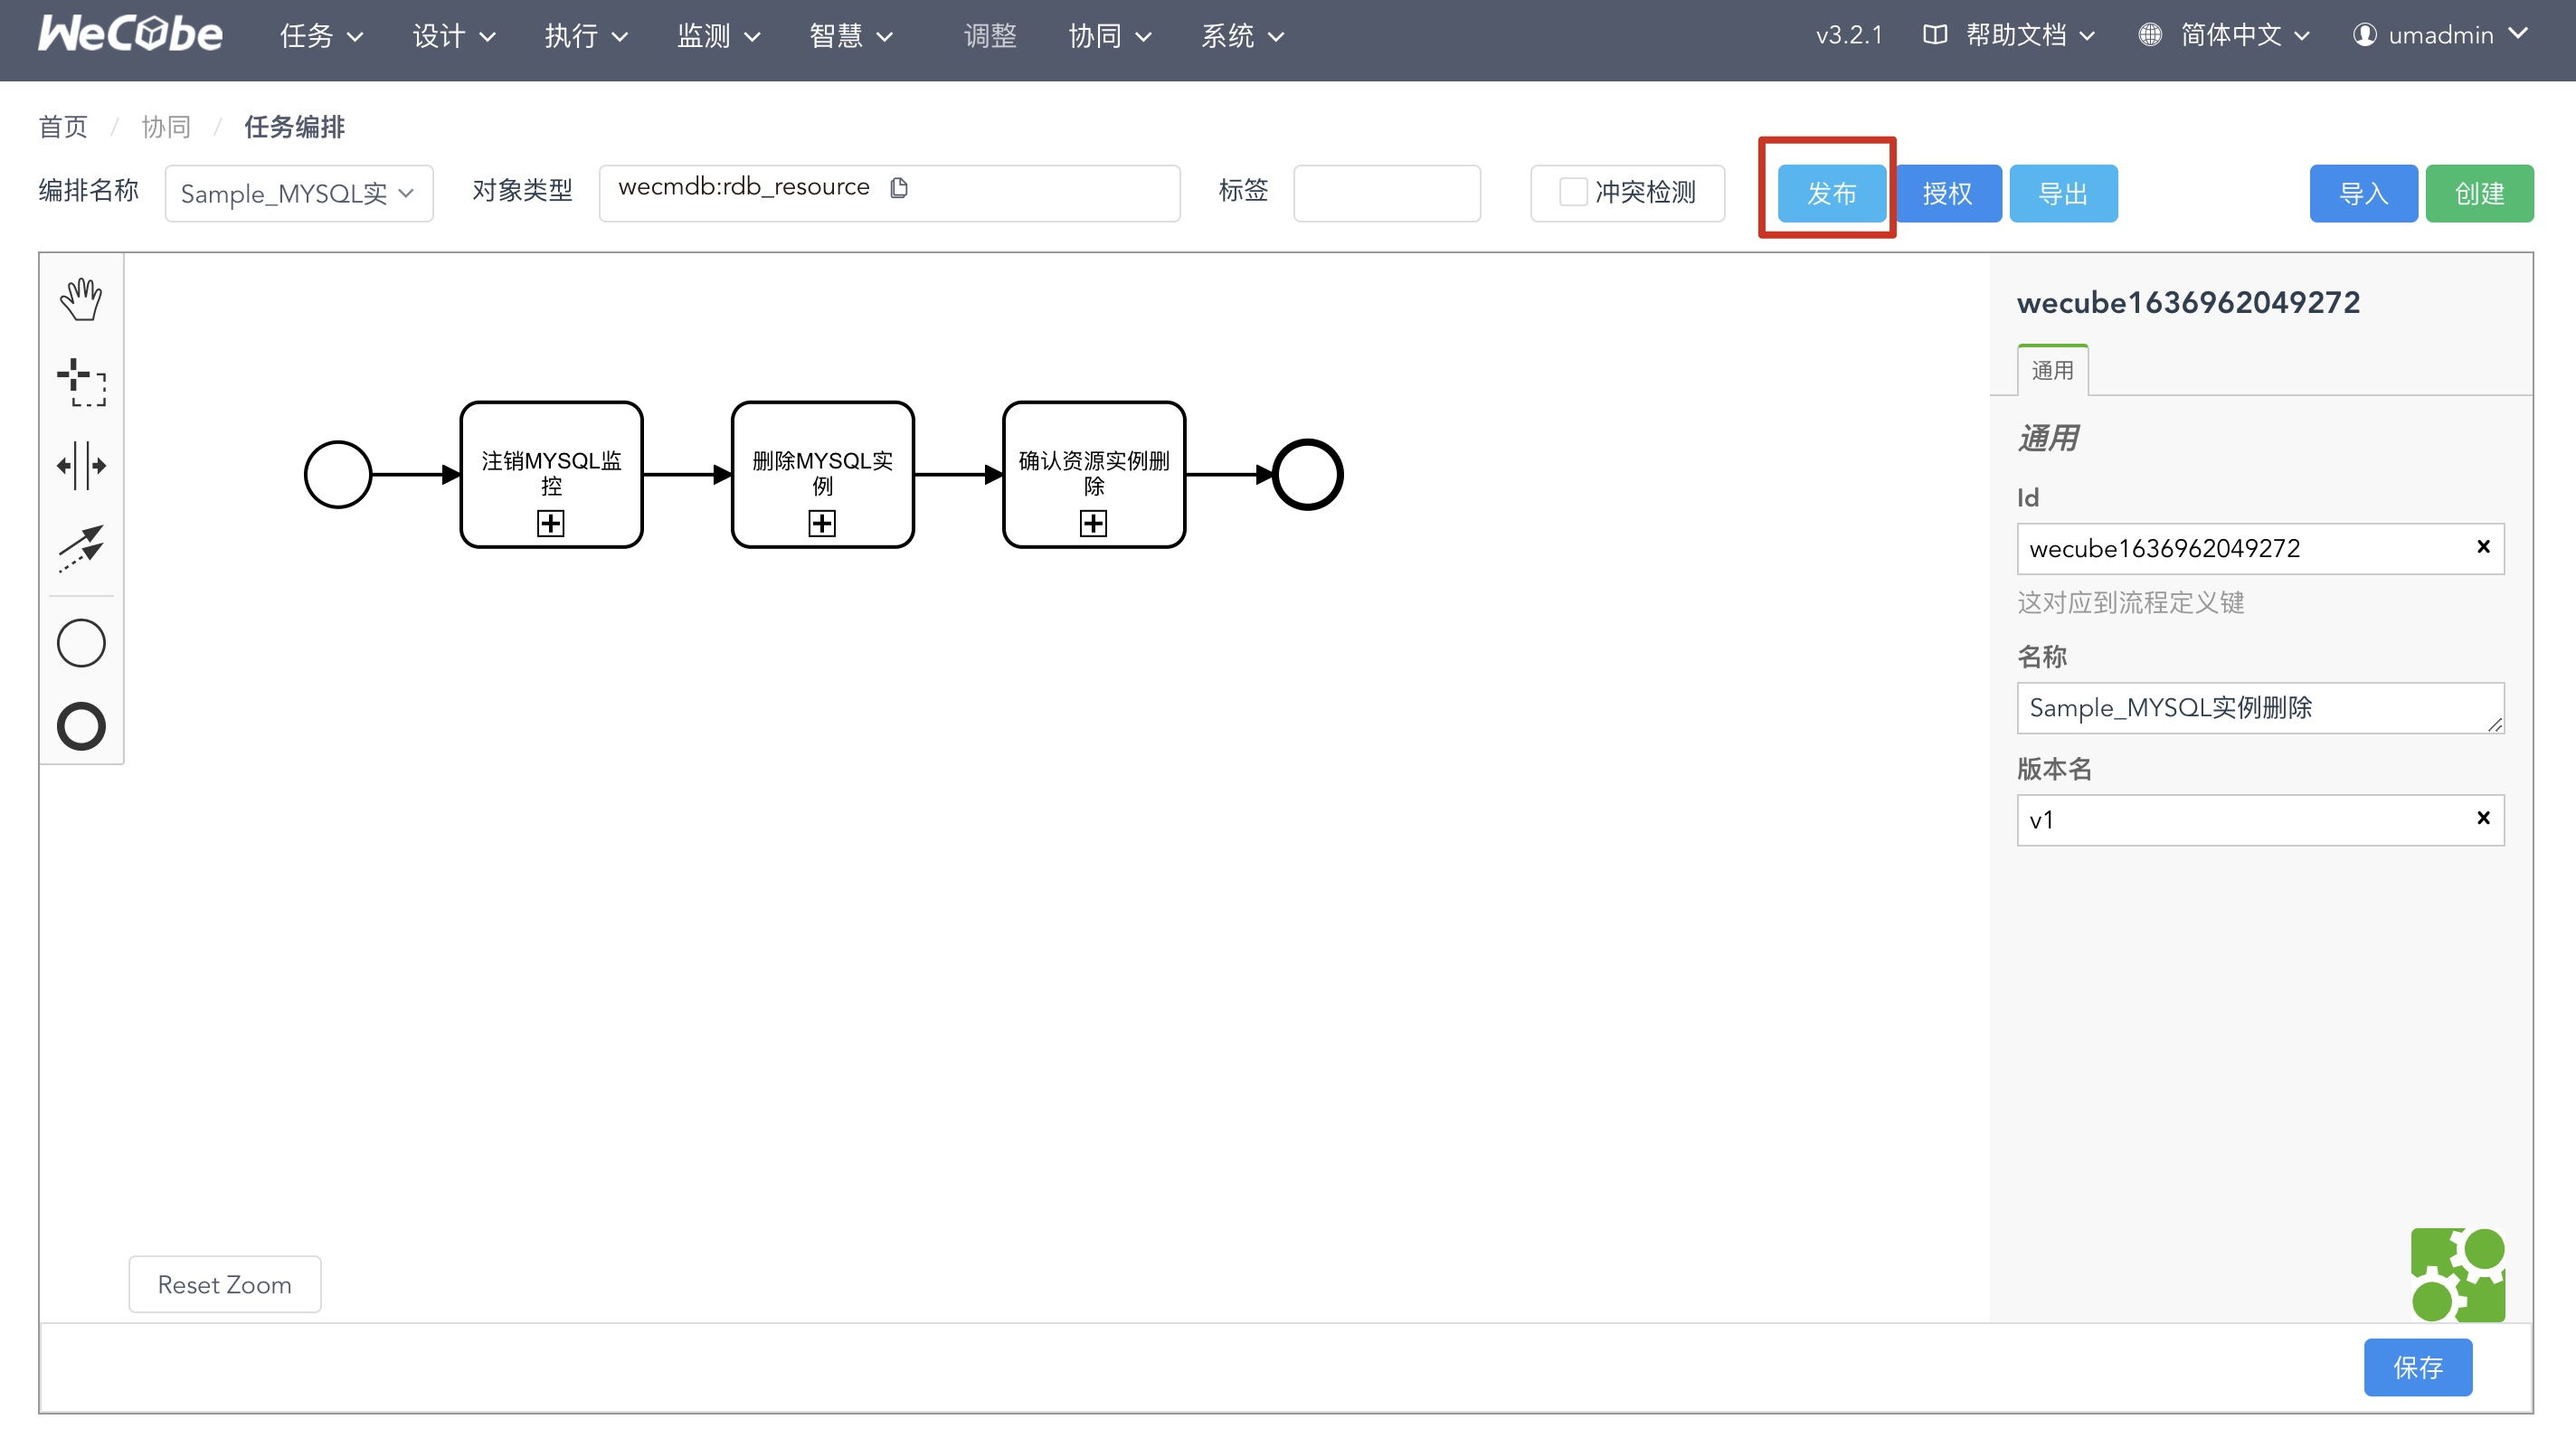 WeCube 任务 设计 执行 监测 智慧 调整 协同 系统 v3.2.1 帮助文档 简体中文 umadmin
首页 / 协同 / 任务编排
编排名称 Sample_MYSQL实 对象类型 wecmdb:rdb_resource 标签 冲突检测 发布 授权 导出 导入 创建
注销MYSQL监
控
删除MYSQL实
例
确认资源实例删
除
wecube1636962049272
通用
通用
Id
wecube1636962049272
这对应到流程定义键
名称
Sample_MYSQL实例删除
版本名
v1
Reset Zoom
保存